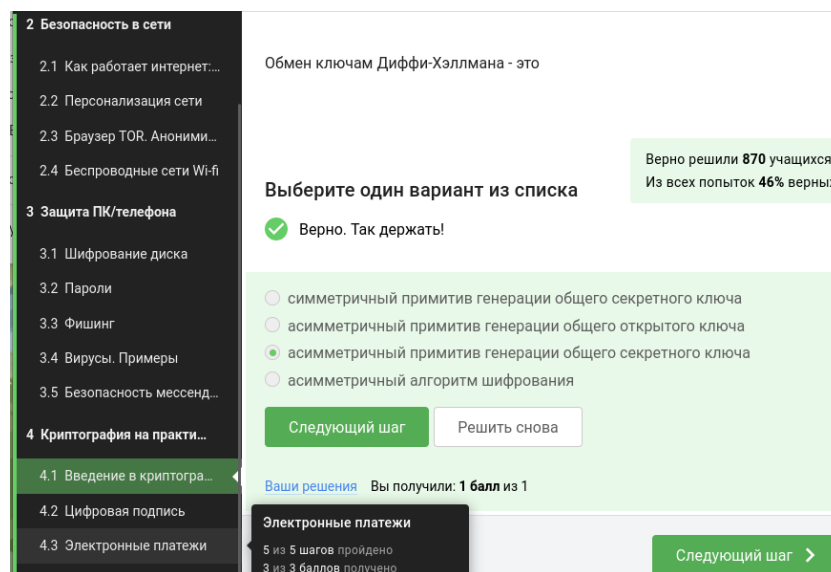 2 Безопасность в сети
2.1 Как работает интернет:...
2.2 Персонализация сети
2.3 Браузер TOR. Аноними...
2.4 Беспроводные сети Wi-fi
3 Защита ПК/телефона
3.1 Шифрование диска
3.2 Пароли
3.3 Фишинг
3.4 Вирусы. Примеры
3.5 Безопасность мессенд...
4 Криптография на практи...
4.1 Введение в криптогра...
4.2 Цифровая подпись
4.3 Электронные платежи
Обмен ключам Диффи-Хэллмана - это
Верно решили 870 учащихся
Из всех попыток 46% верны
Выберите один вариант из списка
Верно. Так держать!
симметричный примитив генерации общего секретного ключа
асимметричный примитив генерации общего открытого ключа
асимметричный примитив генерации общего секретного ключа
асимметричный алгоритм шифрования
Следующий шаг
Решить снова
Ваши решения Вы получили: 1 балл из 1
Электронные платежи
5 из 5 шагов пройдено
3 из 3 баллов получено
Следующий шаг